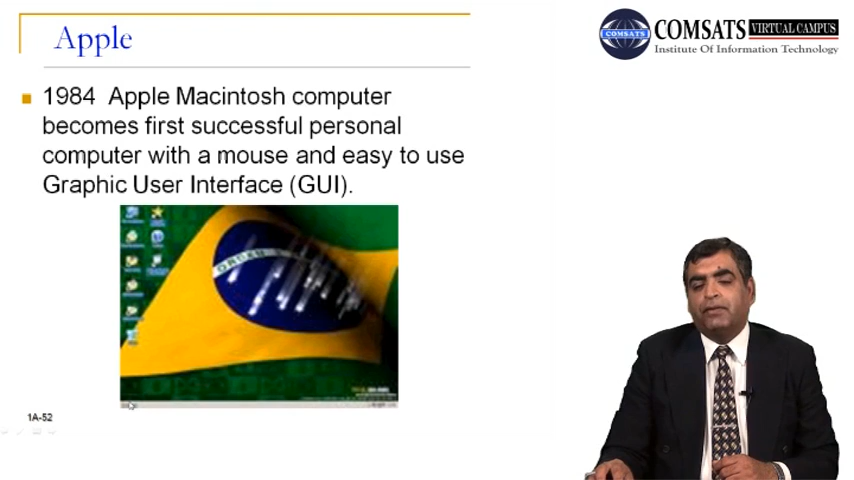 Apple
COMSATS VIRTUAL CAMPUS
COMSATS
Institute Of Information Technology
1984 Apple Macintosh computer
becomes first successful personal
computer with a mouse and easy to use
Graphic User Interface (GUI).
ORDEM
1A-52